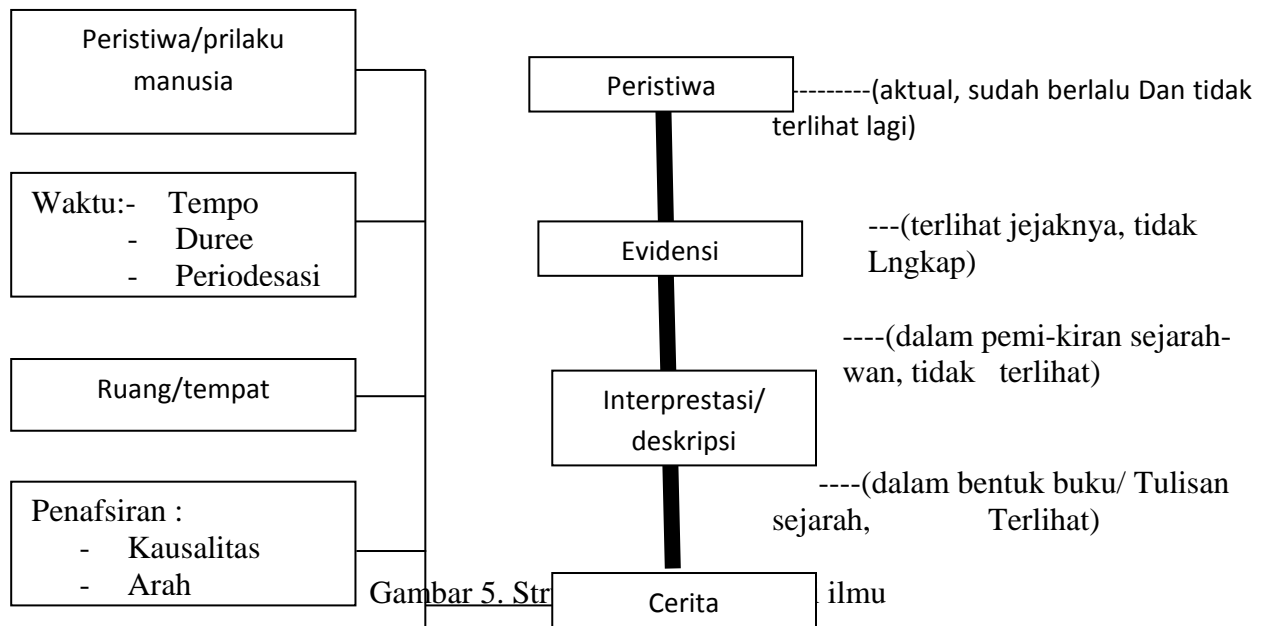 Peristiwa/prilaku
manusia
Waktu:- Tempo
- Duree
- Periodesasi
Ruang/tempat
Penafsiran :
- Kausalitas
- Arah
Peristiwa
---------(aktual, sudah berlalu Dan tidak
terlihat lagi)
Evidensi
---(terlihat jejaknya, tidak
Lngkap)
Interprestasi/
deskripsi
----(dalam pemi-kiran sejarah-
wan, tidak terlihat)
----(dalam bentuk buku/ Tulisan
sejarah, Terlihat)
Cerita
Gambar 5. Str ilmu